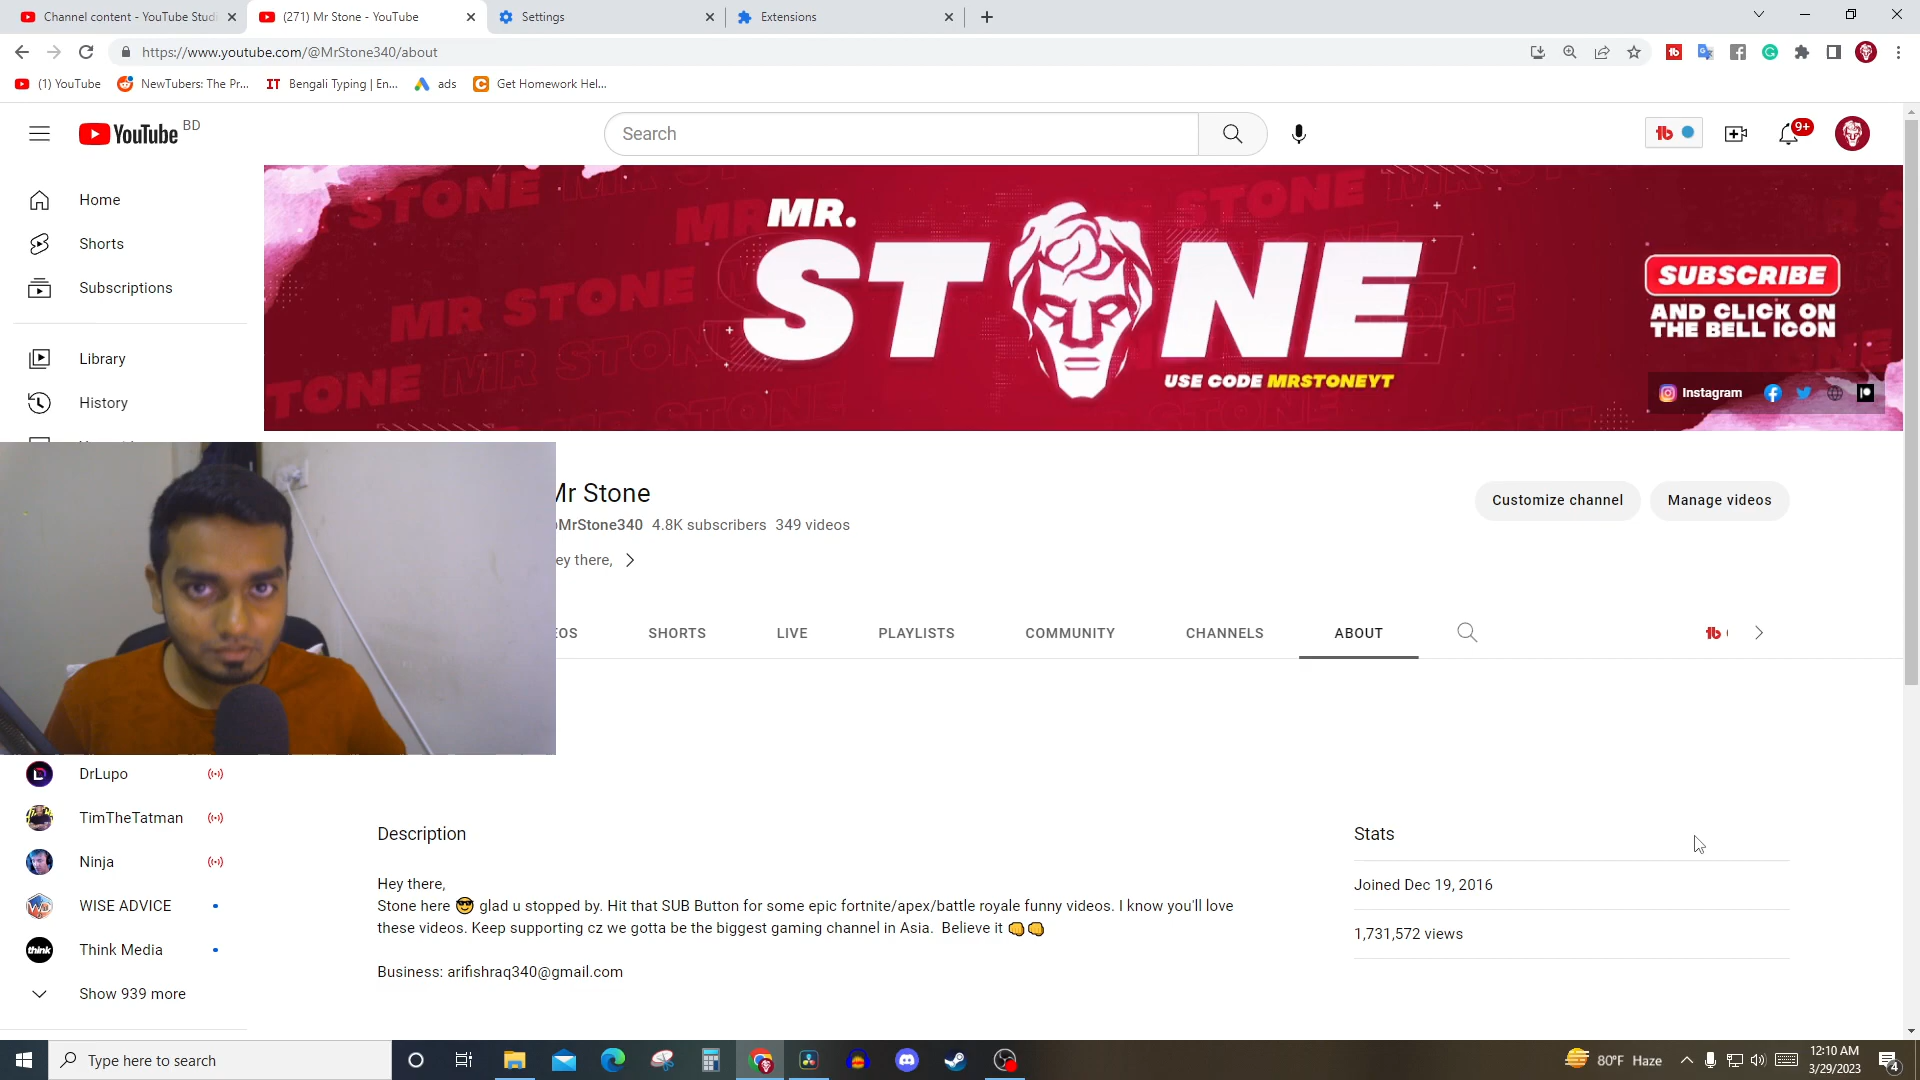 Channel content - YouTube Studi
(271) Mr Stone - YouTube
Settings
Extensions
https://www.youtube.com/@MrStone340/about
(1) YouTube
NewTubers: The Pr...
IT Bengali Typing | En...
ads
Get Homework Hel...
YouTube BD
Search
9+
Home
Shorts
Subscriptions
Library
History
MR.
STONE
USE CODE MRSTONEYT
SUBSCRIBE
AND CLICK ON
THE BELL ICON
Instagram
Mr Stone
@MrStone340 4.8K subscribers 349 videos
ey there,
Customize channel
Manage videos
EOS
SHORTS
LIVE
PLAYLISTS
COMMUNITY
CHANNELS
ABOUT
DrLupo
TimTheTatman
Ninja
WISE ADVICE
Think Media
Show 939 more
Description
Hey there,
Stone here 😎 glad u stopped by. Hit that SUB Button for some epic fortnite/apex/battle royale funny videos. I know you'll love
these videos. Keep supporting cz we gotta be the biggest gaming channel in Asia. Believe it 👊👊
Business: arifishraq340@gmail.com
Stats
Joined Dec 19, 2016
1,731,572 views
Type here to search
80°F Haze
12:10 AM
3/29/2023
4